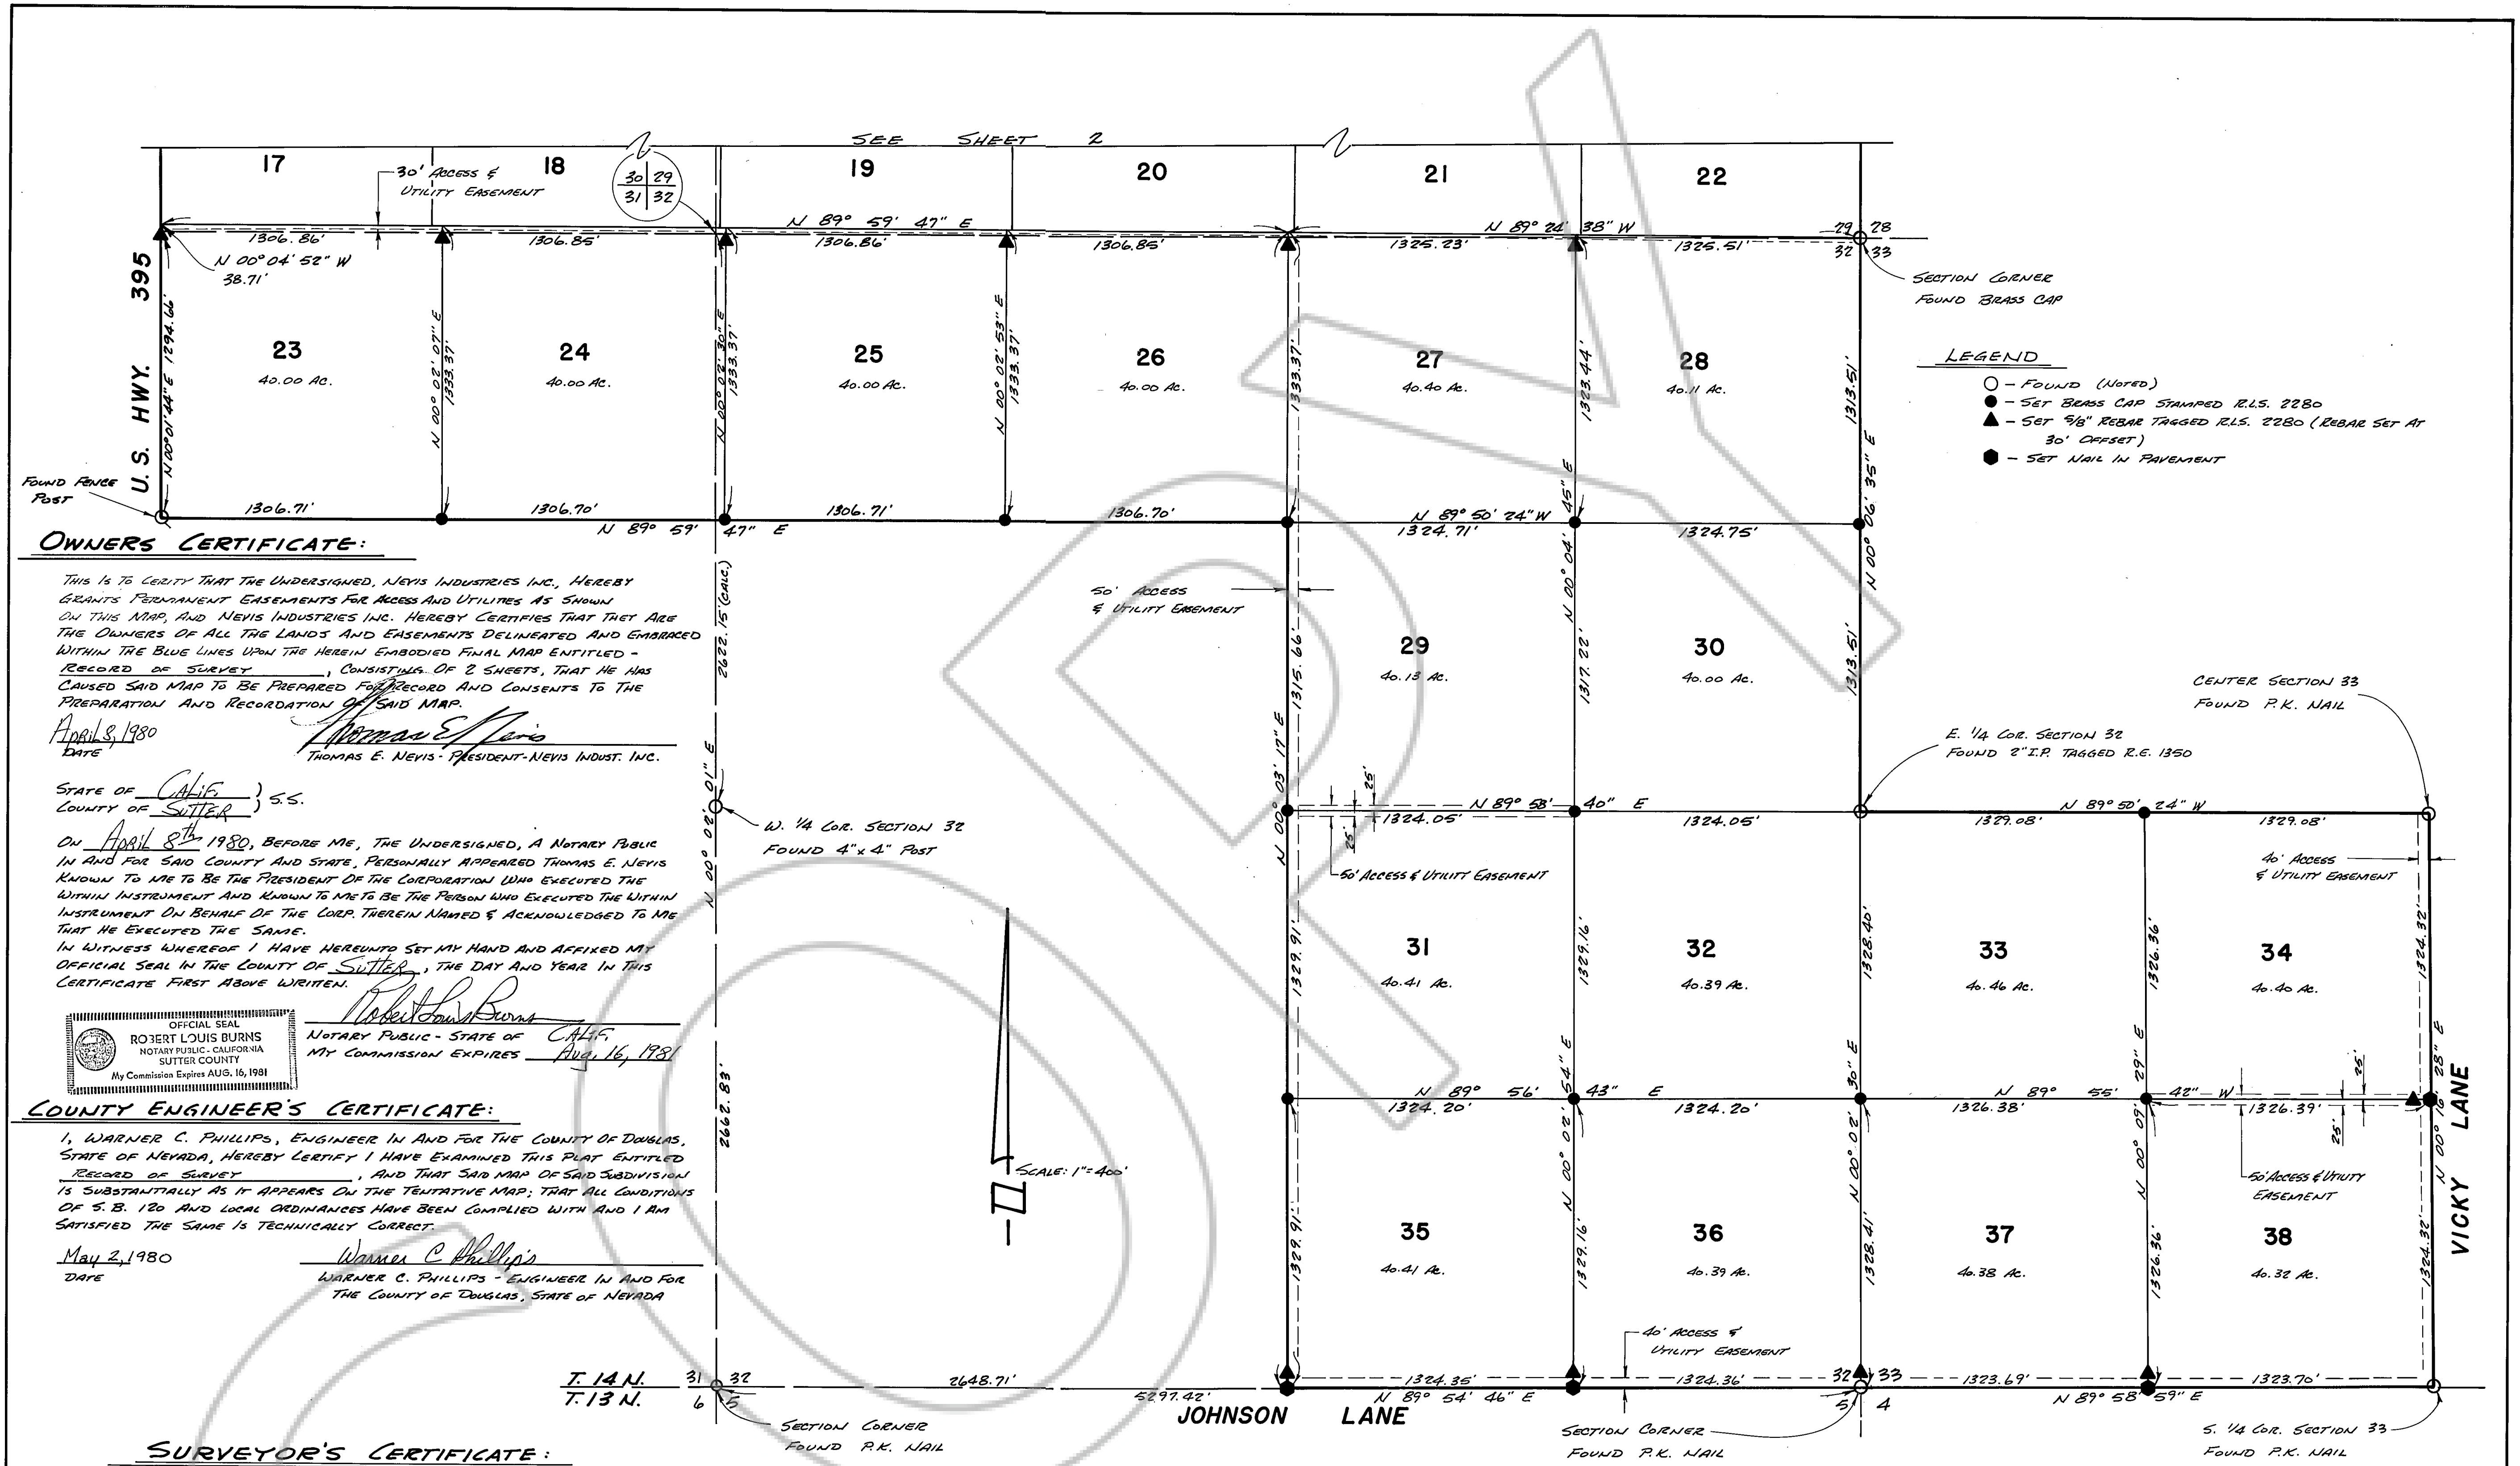 SEE SHEET 2
17
18
19
20
21
22
30' ACCESS &
UTILITY EASEMENT
30 29
31 32
N 89° 59' 47" E
N 89° 24' 38" W
1306.86'
1306.85'
1306.86'
1306.85'
1325.23'
1325.51'
29 28
32 33
N 00° 04' 52" W
38.71'
SECTION CORNER
FOUND BRASS CAP
U.S. HWY. 395
N 00° 01' 44" E 1294.66'
23
40.00 AC.
N 00° 02' 07" E
1333.37'
24
40.00 AC.
N 00° 02' 30" E
1333.37'
25
40.00 AC.
N 00° 02' 53" E
1333.37'
26
40.00 AC.
1333.37'
27
40.40 AC.
1323.44'
28
40.11 AC.
1313.51'
LEGEND
- FOUND (NOTED)
- SET BRASS CAP STAMPED R.L.S. 2280
- SET 5/8" REBAR TAGGED R.L.S. 2280 (REBAR SET AT
30' OFFSET)
- SET NAIL IN PAVEMENT
FOUND FENCE
POST
1306.71'
1306.70'
1306.71'
1306.70'
N 89° 59' 47" E
N 89° 50' 24" W
1324.71'
1324.75'
N 00° 04' 45" E
N 00° 06' 35" E
OWNERS CERTIFICATE:
THIS IS TO CERITY THAT THE UNDERSIGNED, NEVIS INDUSTRIES INC., HEREBY
GRANTS PERMANENT EASEMENTS FOR ACCESS AND UTILITIES AS SHOWN
ON THIS MAP, AND NEVIS INDUSTRIES INC. HEREBY CERTIFIES THAT THEY ARE
THE OWNERS OF ALL THE LANDS AND EASEMENTS DELINEATED AND EMBRACED
WITHIN THE BLUE LINES UPON THE HEREIN EMBODIED FINAL MAP ENTITLED -
RECORD OF SURVEY, CONSISTING OF 2 SHEETS, THAT HE HAS
CAUSED SAID MAP TO BE PREPARED FOR RECORD AND CONSENTS TO THE
PREPARATION AND RECORDATION OF SAID MAP.
April 8, 1980
DATE
Thomas E Nevis
THOMAS E. NEVIS - PRESIDENT - NEVIS INDUST. INC.
STATE OF CALIF. )
COUNTY OF SUTTER ) S.S.
ON April 8th 1980, BEFORE ME, THE UNDERSIGNED, A NOTARY PUBLIC
IN AND FOR SAID COUNTY AND STATE, PERSONALLY APPEARED THOMAS E. NEVIS
KNOWN TO ME TO BE THE PRESIDENT OF THE CORPORATION WHO EXECUTED THE
WITHIN INSTRUMENT AND KNOWN TO ME TO BE THE PERSON WHO EXECUTED THE WITHIN
INSTRUMENT ON BEHALF OF THE CORP. THEREIN NAMED & ACKNOWLEDGED TO ME
THAT HE EXECUTED THE SAME.
IN WITNESS WHEREOF I HAVE HEREUNTO SET MY HAND AND AFFIXED MY
OFFICIAL SEAL IN THE COUNTY OF SUTTER, THE DAY AND YEAR IN THIS
CERTIFICATE FIRST ABOVE WRITTEN.
Robert Louis Burns
NOTARY PUBLIC - STATE OF CALIF.
MY COMMISSION EXPIRES Aug. 16, 1981
OFFICIAL SEAL
ROBERT LOUIS BURNS
NOTARY PUBLIC - CALIFORNIA
SUTTER COUNTY
My Commission Expires AUG. 16, 1981
COUNTY ENGINEER'S CERTIFICATE:
I, WARNER C. PHILLIPS, ENGINEER IN AND FOR THE COUNTY OF DOUGLAS,
STATE OF NEVADA, HEREBY CERTIFY I HAVE EXAMINED THIS PLAT ENTITLED
RECORD OF SURVEY, AND THAT SAID MAP OF SAID SUBDIVISION
IS SUBSTANTIALLY AS IT APPEARS ON THE TENTATIVE MAP; THAT ALL CONDITIONS
OF S.B. 120 AND LOCAL ORDINANCES HAVE BEEN COMPLIED WITH AND I AM
SATISFIED THE SAME IS TECHNICALLY CORRECT.
May 2, 1980
DATE
Warner C Phillips
WARNER C. PHILLIPS - ENGINEER IN AND FOR
THE COUNTY OF DOUGLAS, STATE OF NEVADA
SURVEYOR'S CERTIFICATE:
2622.15' (CALC.)
N 00° 02' 01" E
W. 1/4 COR. SECTION 32
FOUND 4" x 4" POST
2662.83'
SCALE: 1"=400'
50' ACCESS
& UTILITY EASEMENT
1315.66'
N 00° 03' 17" E
29
40.13 AC.
1317.22'
30
40.00 AC.
1313.51'
CENTER SECTION 33
FOUND P.K. NAIL
E. 1/4 COR. SECTION 32
FOUND 2" I.P. TAGGED R.E. 1350
25'
25'
N 89° 58' 40" E
1324.05'
1324.05'
50' ACCESS & UTILITY EASEMENT
N 89° 50' 24" W
1329.08'
1329.08'
40' ACCESS
& UTILITY EASEMENT
1329.91'
31
40.41 AC.
1329.16'
32
40.39 AC.
1328.40'
33
40.46 AC.
1326.36'
34
40.40 AC.
1324.32'
N 89° 56' 43" E
1324.20'
1324.20'
N 89° 55' 42" W
1326.38'
1326.39'
25'
25'
50' ACCESS & UTILITY
EASEMENT
N 00° 02' 54" E
N 00° 02' 30" E
N 00° 09' 29" E
N 00° 16' 28" E
VICKY LANE
1329.91'
35
40.41 AC.
1329.16'
36
40.39 AC.
1328.41'
37
40.38 AC.
1326.36'
38
40.32 AC.
1324.32'
40' ACCESS &
UTILITY EASEMENT
T. 14 N.
T. 13 N.
31 32
6 5
2648.71'
5297.42'
1324.35'
1324.36'
N 89° 54' 46" E
32 33
5 4
1323.69'
1323.70'
N 89° 58' 59" E
JOHNSON LANE
SECTION CORNER
FOUND P.K. NAIL
SECTION CORNER
FOUND P.K. NAIL
S. 1/4 COR. SECTION 33
FOUND P.K. NAIL
COPY